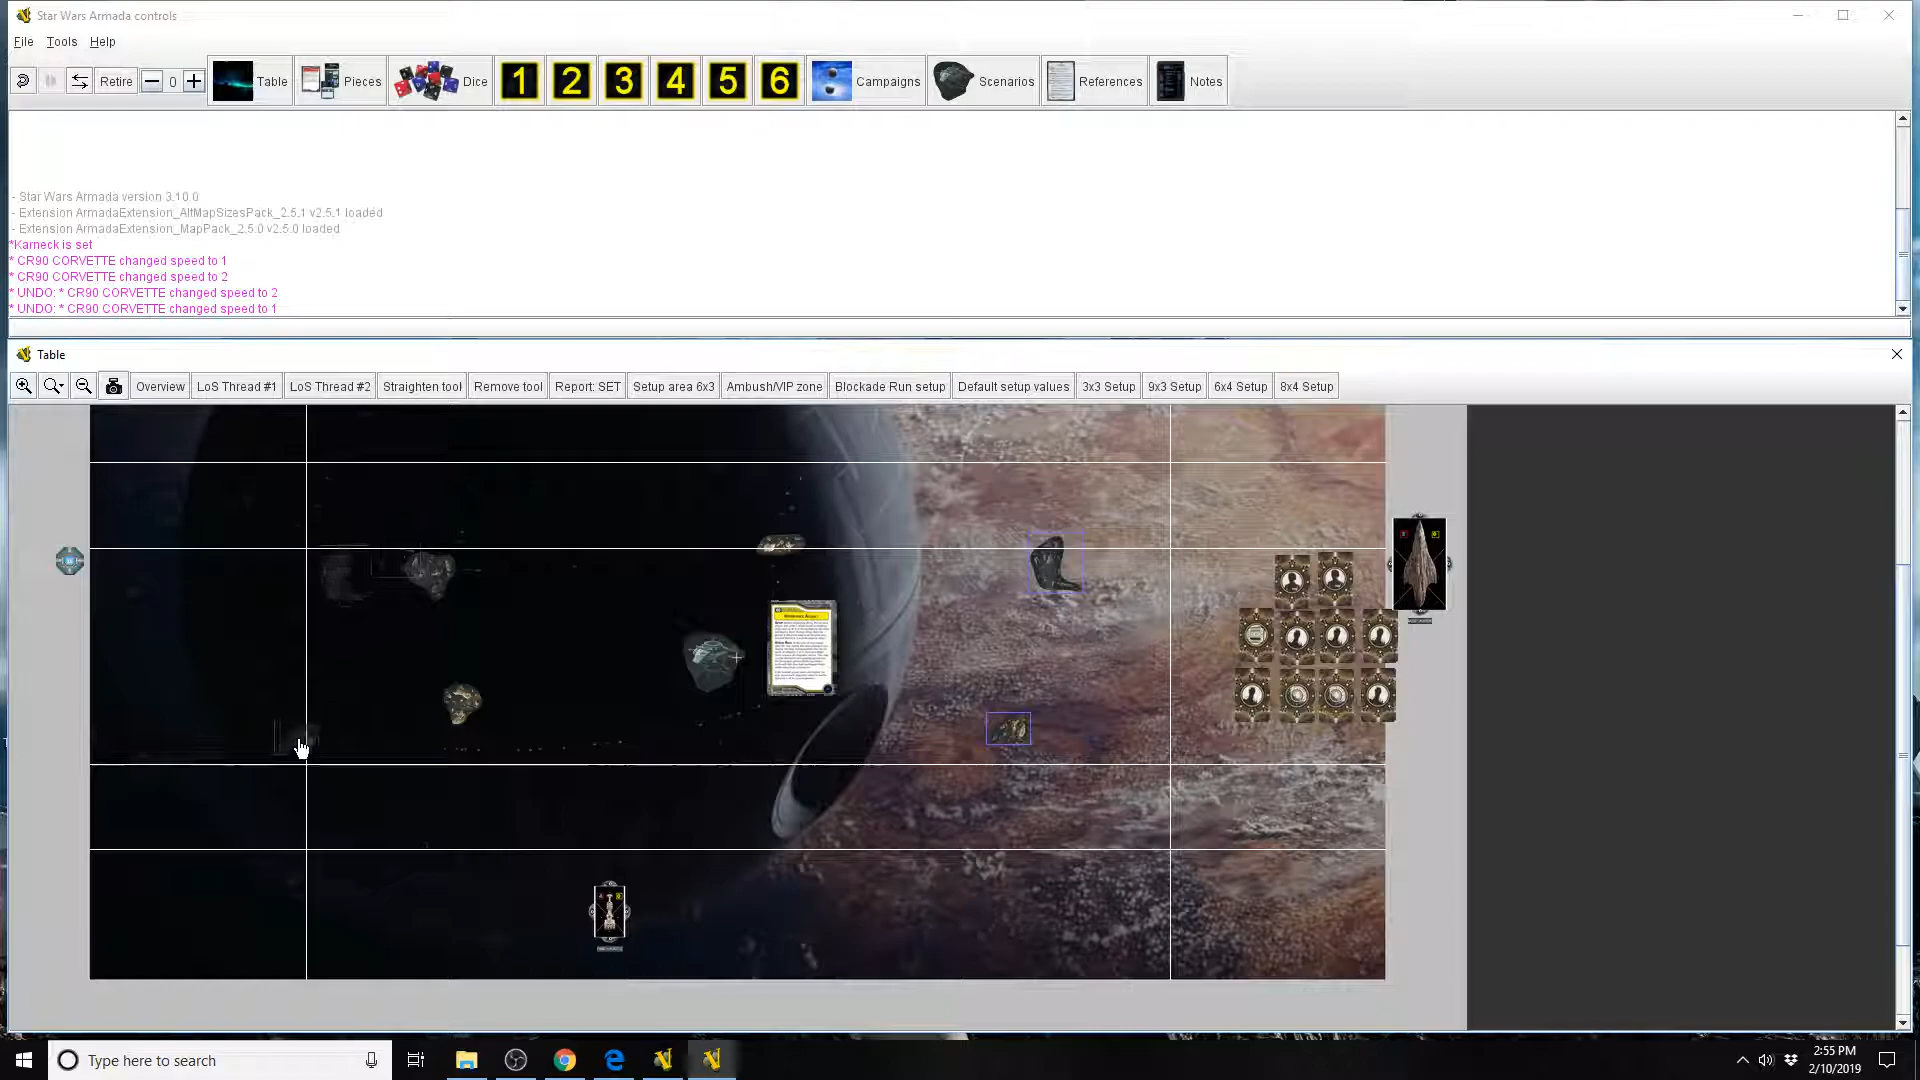 Star Wars Armada controls
File Tools Help
Retire 0 Table Pieces Dice 1 2 3 4 5 6 Campaigns Scenarios References Notes
- Star Wars Armada version 3.10.0
- Extension ArmadaExtension_AltMapSizesPack_2.5.1 v2.5.1 loaded
- Extension ArmadaExtension_MapPack_2.5.0 v2.5.0 loaded
*Karneck is set
* CR90 CORVETTE changed speed to 1
* CR90 CORVETTE changed speed to 2
* UNDO: * CR90 CORVETTE changed speed to 2
* UNDO: * CR90 CORVETTE changed speed to 1
Table
Overview LoS Thread #1 LoS Thread #2 Straighten tool Remove tool Report: SET Setup area 6x3 Ambush/VIP zone Blockade Run setup Default setup values 3x3 Setup 9x3 Setup 6x4 Setup 8x4 Setup
Type here to search
2:55 PM
2/10/2019